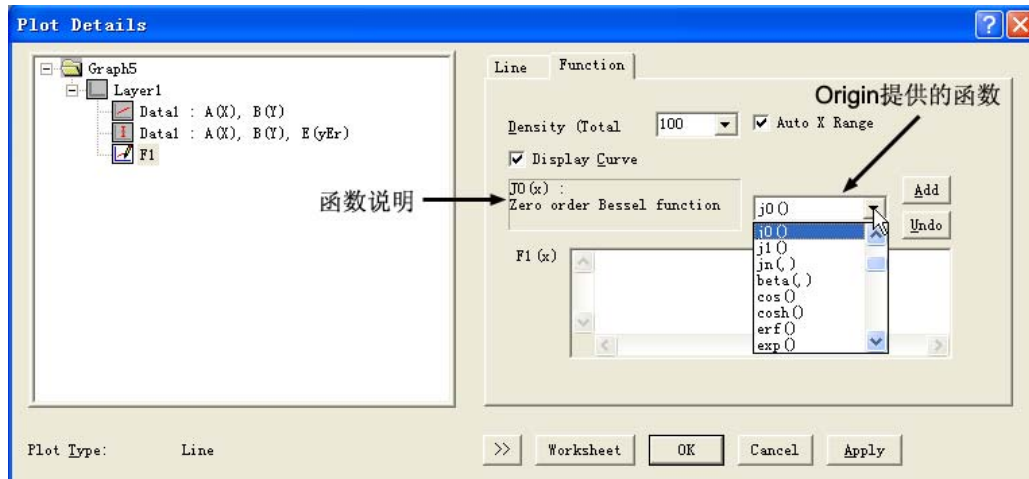 Plot Details
Graph5
Layer1
Data1 : A(X), B(Y)
Data1 : A(X), B(Y), E(yEr)
F1
Line
Function
Origin提供的函数
Density (Total
100
Auto X Range
Display Curve
函数说明
J0(x) :
Zero order Bessel function
j0()
Add
Undo
j0()
j1()
jn(,)
beta(,)
cos()
cosh()
erf()
exp()
F1(x)
Plot Type:
Line
>>
Worksheet
OK
Cancel
Apply